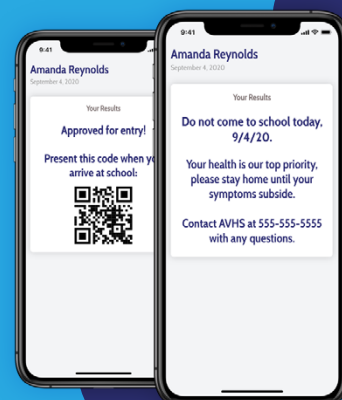 9:41
Amanda Reynolds
September 4, 2020
Your Results
Approved for entry!
Present this code when yo
arrive at school:
9:41
Amanda Reynolds
September 4, 2020
Your Results
Do not come to school today,
9/4/20.
Your health is our top priority,
please stay home until your
symptoms subside.
Contact AVHS at 555-555-5555
with any questions.